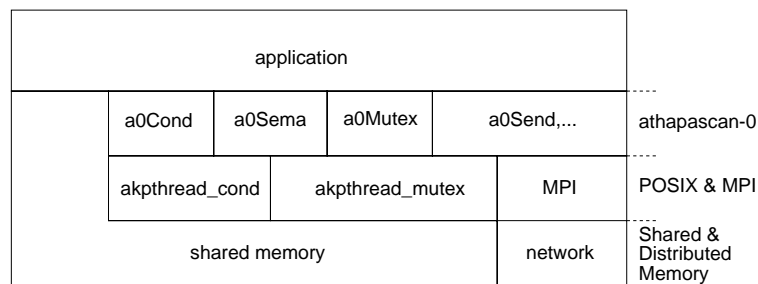 application
a0Cond a0Sema a0Mutex a0Send,... athapascan-0
akpthread_cond akpthread_mutex MPI POSIX & MPI
shared memory network Shared &
Distributed
Memory